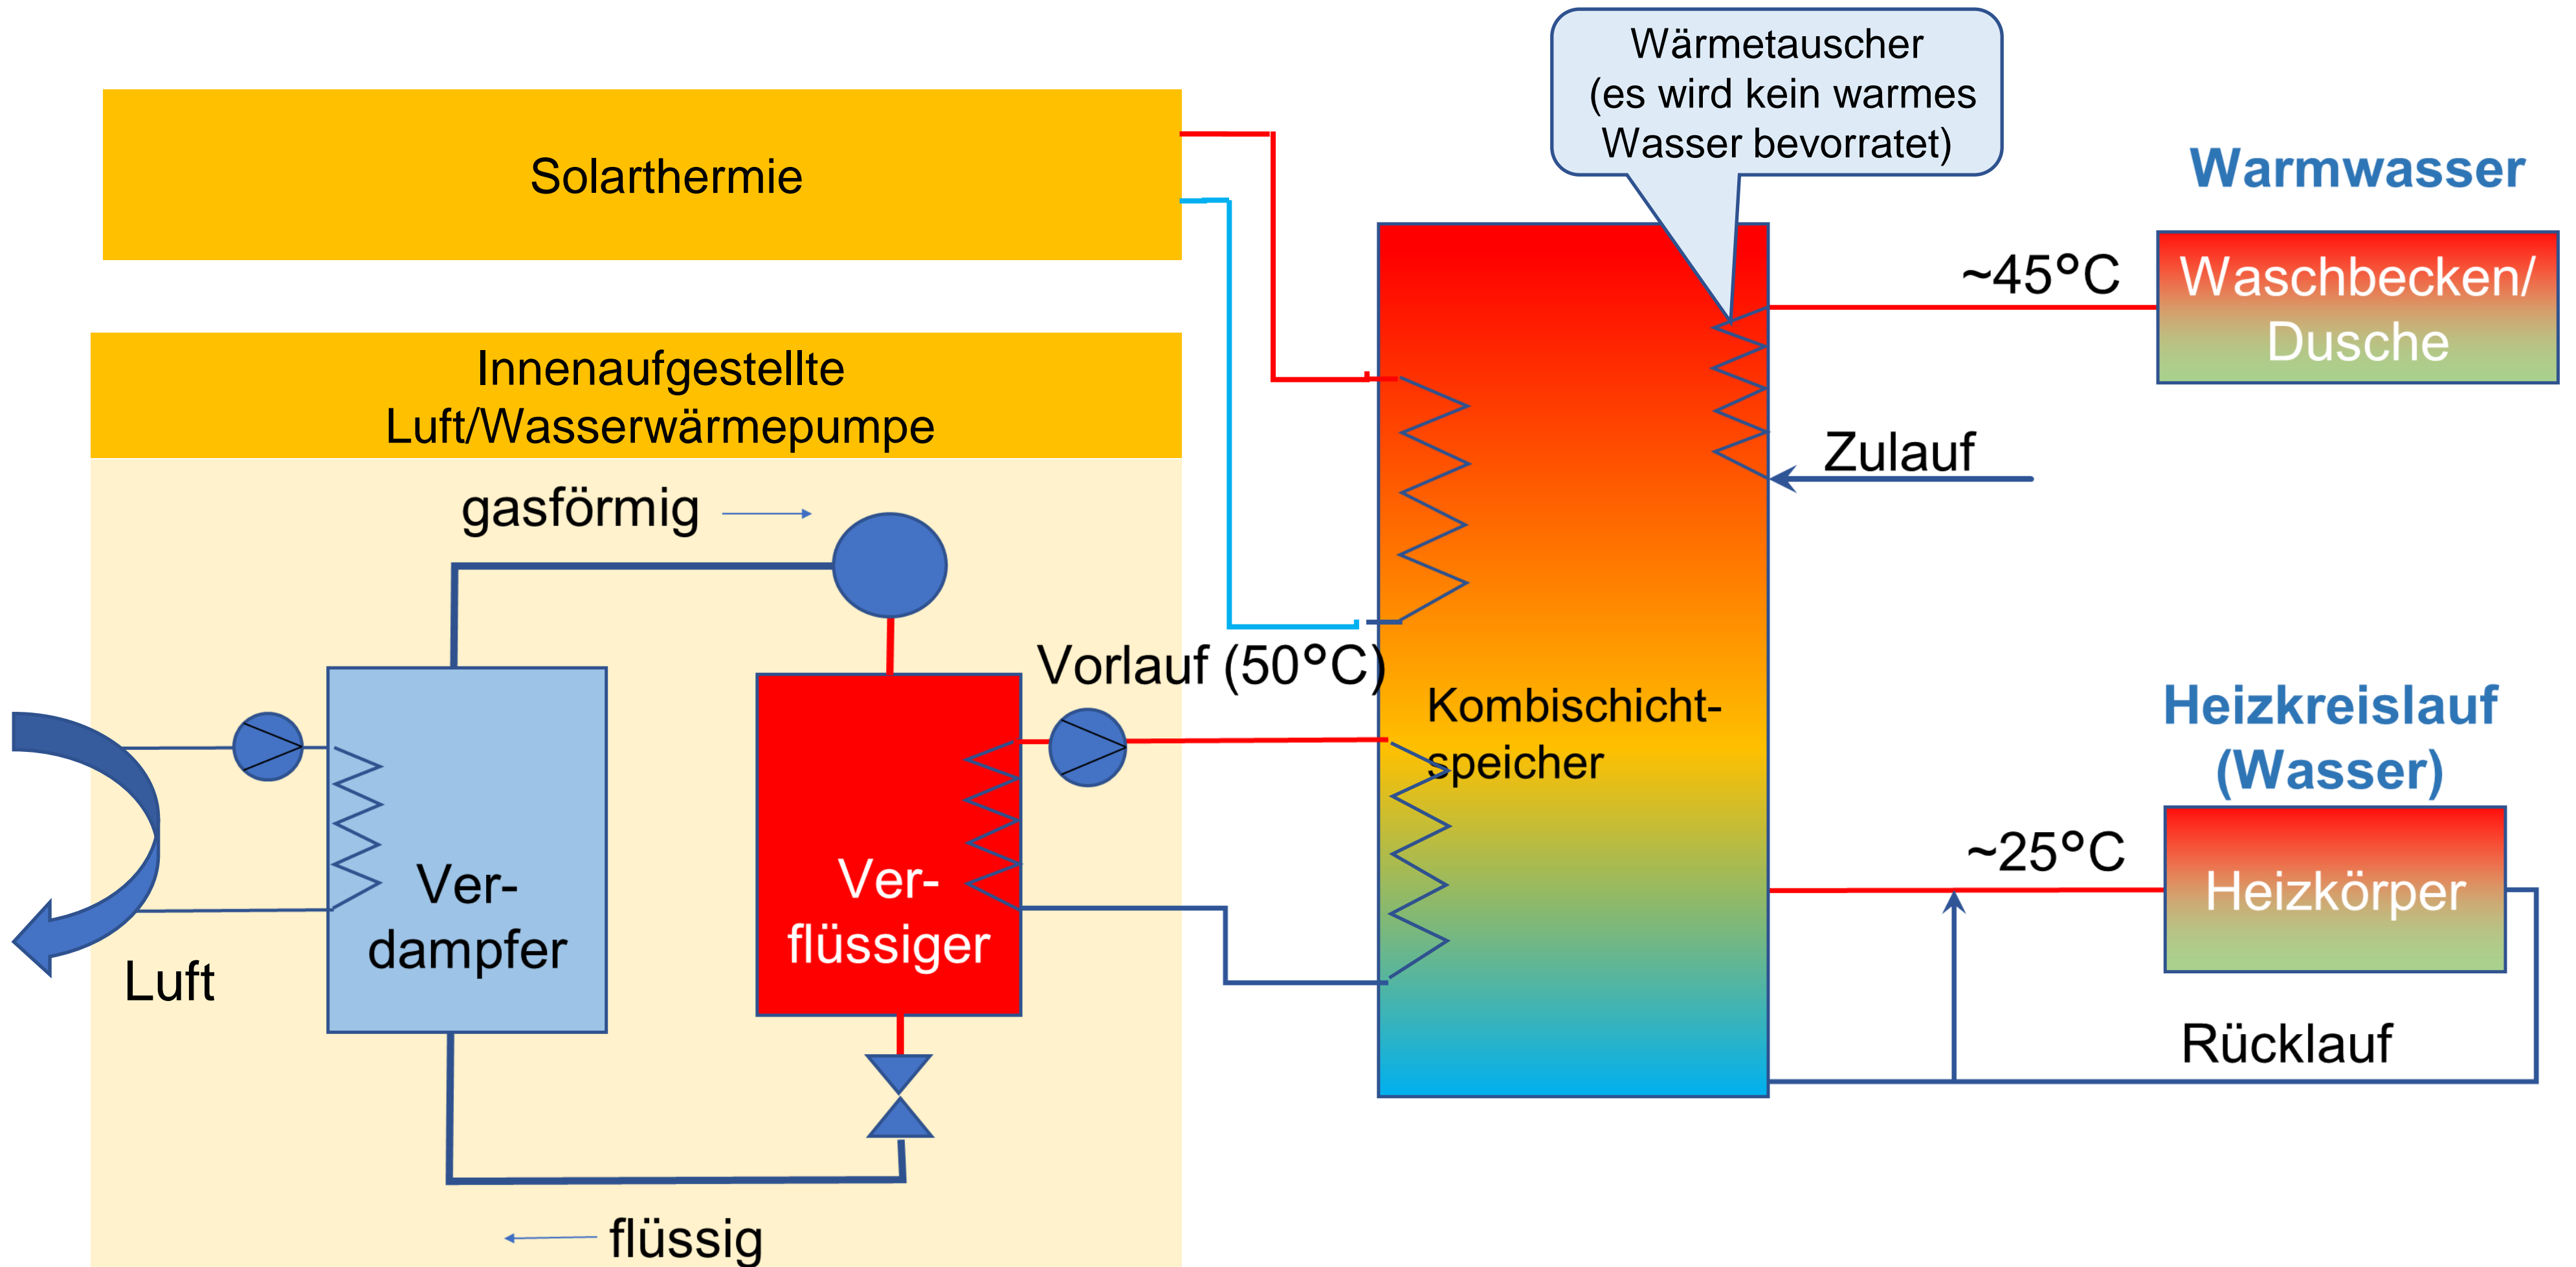 Wärmetauscher
(es wird kein warmes
Wasser bevorratet)
Solarthermie
Warmwasser
~45°C
Waschbecken/
Dusche
Innenaufgestellte
Luft/Wasserwärmepumpe
Zulauf
gasförmig
Vorlauf (50°C)
Kombischicht-
speicher
Heizkreislauf
(Wasser)
~25°C
Heizkörper
Ver-
dampfer
Ver-
flüssiger
Luft
Rücklauf
flüssig